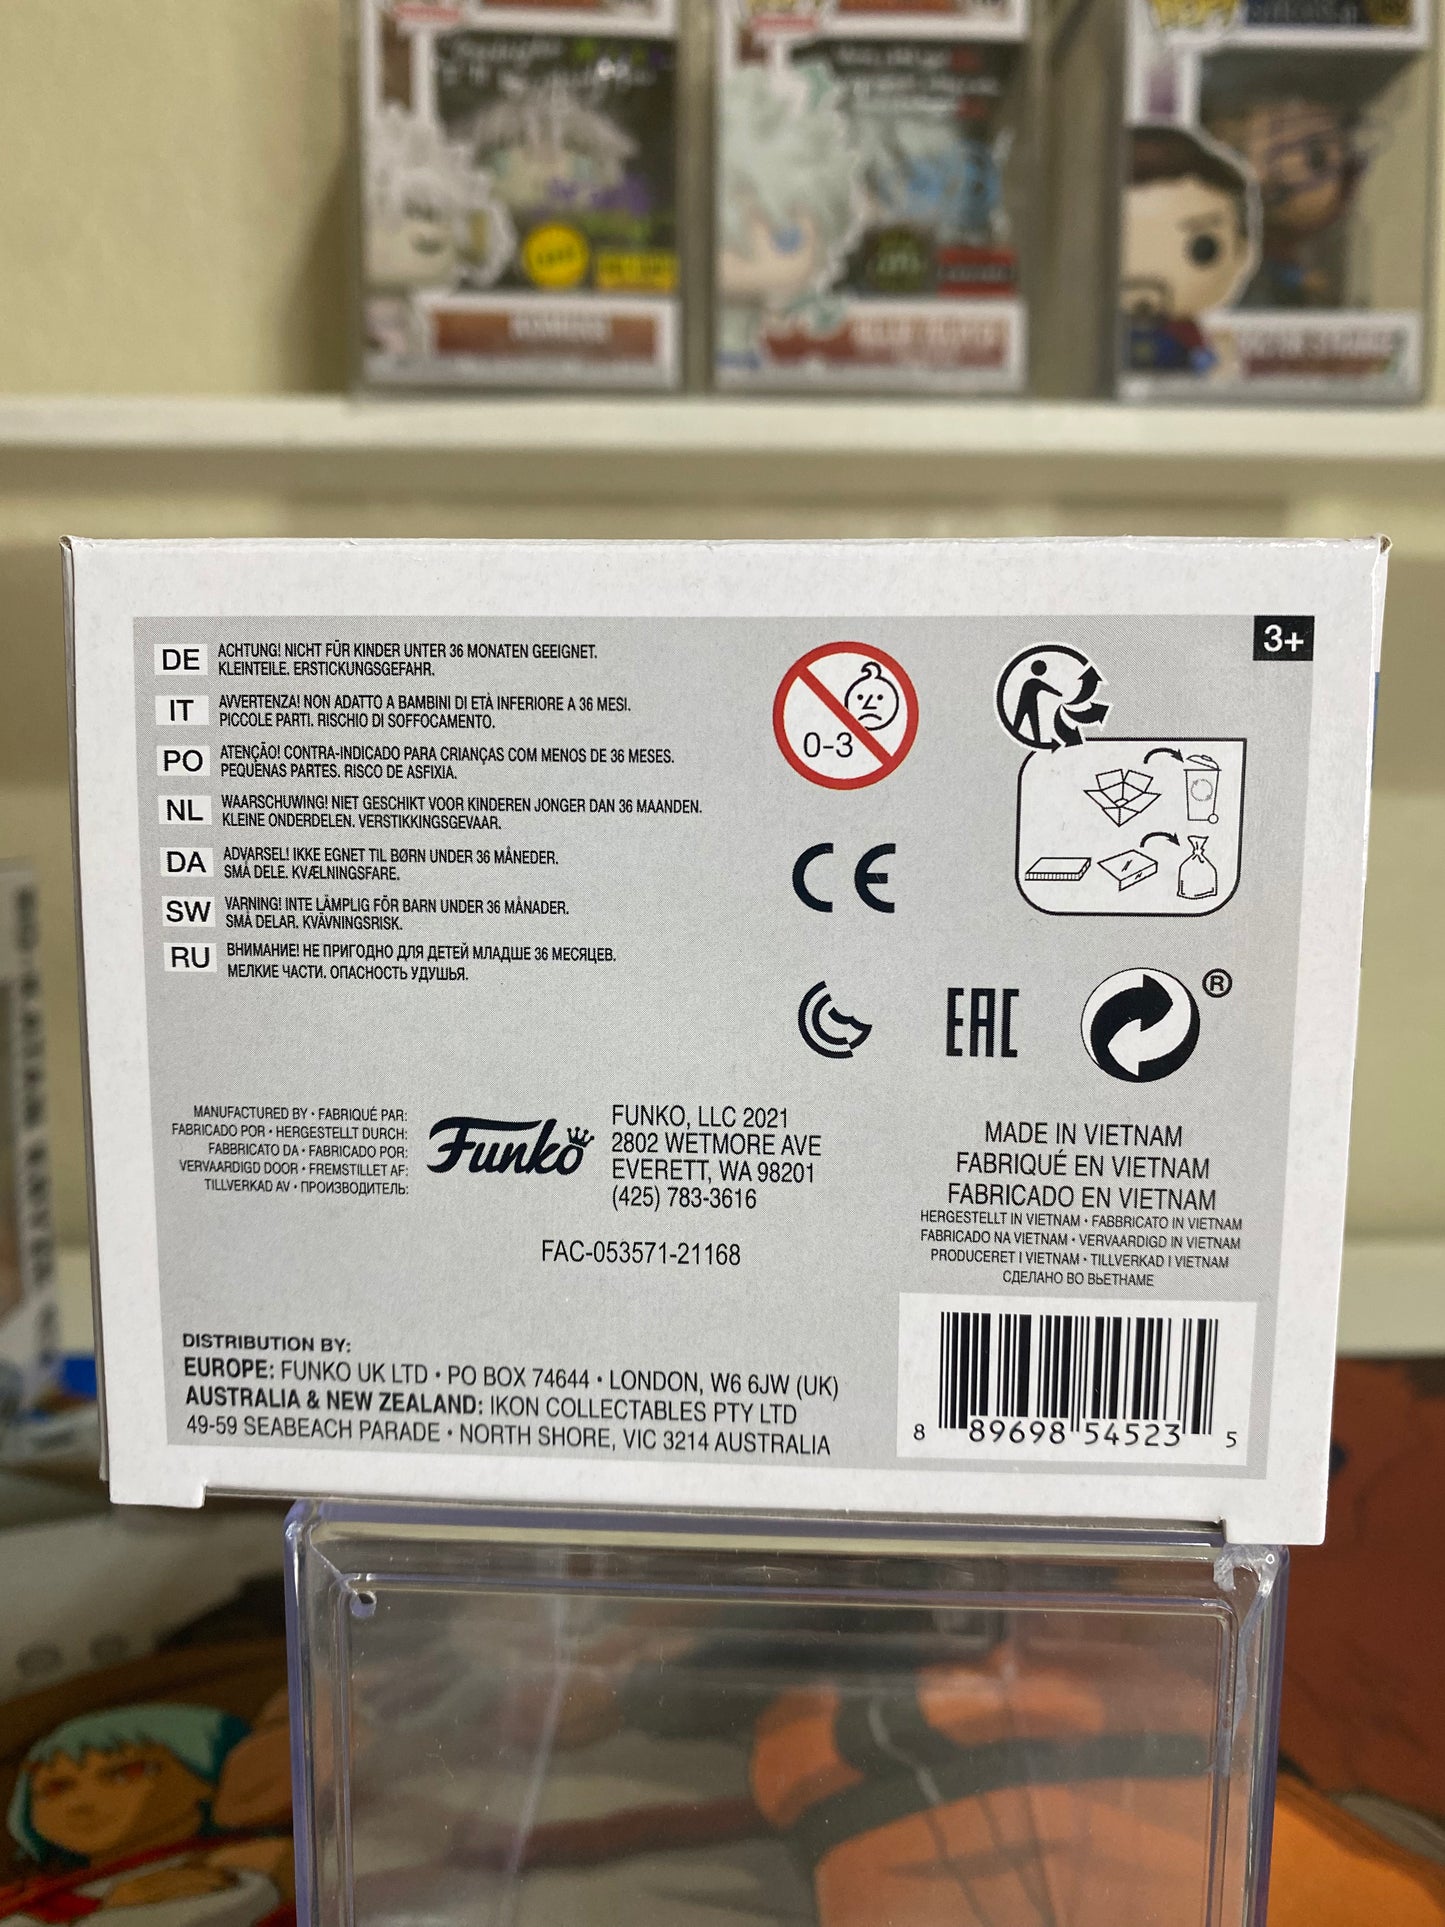 3+
DE ACHTUNG! NICHT FÜR KINDER UNTER 36 MONATEN GEEIGNET.
KLEINTEILE. ERSTICKUNGSGEFAHR.
IT AVVERTENZA! NON ADATTO A BAMBINI DI ETÀ INFERIORE A 36 MESI.
PICCOLE PARTI. RISCHIO DI SOFFOCAMENTO.
PO ATENÇÃO! CONTRA-INDICADO PARA CRIANÇAS COM MENOS DE 36 MESES.
PEQUENAS PARTES. RISCO DE ASFIXIA.
NL WAARSCHUWING! NIET GESCHIKT VOOR KINDEREN JONGER DAN 36 MAANDEN.
KLEINE ONDERDELEN. VERSTIKKINGSGEVAAR.
DA ADVARSEL! IKKE EGNET TIL BØRN UNDER 36 MÅNEDER.
SMÅ DELE. KVÆLNINGSFARE.
SW VARNING! INTE LÄMPLIG FÖR BARN UNDER 36 MÅNADER.
SMÅ DELAR. KVÄVNINGSRISK.
RU ВНИМАНИЕ! НЕ ПРИГОДНО ДЛЯ ДЕТЕЙ МЛАДШЕ 36 МЕСЯЦЕВ.
МЕЛКИЕ ЧАСТИ. ОПАСНОСТЬ УДУШЬЯ.
0-3
CE
EAC
®
MANUFACTURED BY • FABRIQUÉ PAR:
FABRICADO POR • HERGESTELLT DURCH:
FABBRICATO DA • FABRICADO POR:
VERVAARDIGD DOOR • FREMSTILLET AF:
TILLVERKAD AV • ПРОИЗВОДИТЕЛЬ:
Funko
FUNKO, LLC 2021
2802 WETMORE AVE
EVERETT, WA 98201
(425) 783-3616
FAC-053571-21168
MADE IN VIETNAM
FABRIQUÉ EN VIETNAM
FABRICADO EN VIETNAM
HERGESTELLT IN VIETNAM • FABBRICATO IN VIETNAM
FABRICADO NA VIETNAM • VERVAARDIGD IN VIETNAM
PRODUCERET I VIETNAM • TILLVERKAD I VIETNAM
СДЕЛАНО ВО ВЬЕТНАМЕ
DISTRIBUTION BY:
EUROPE: FUNKO UK LTD • PO BOX 74644 • LONDON, W6 6JW (UK)
AUSTRALIA & NEW ZEALAND: IKON COLLECTABLES PTY LTD
49-59 SEABEACH PARADE • NORTH SHORE, VIC 3214 AUSTRALIA
8 89698 54523 5